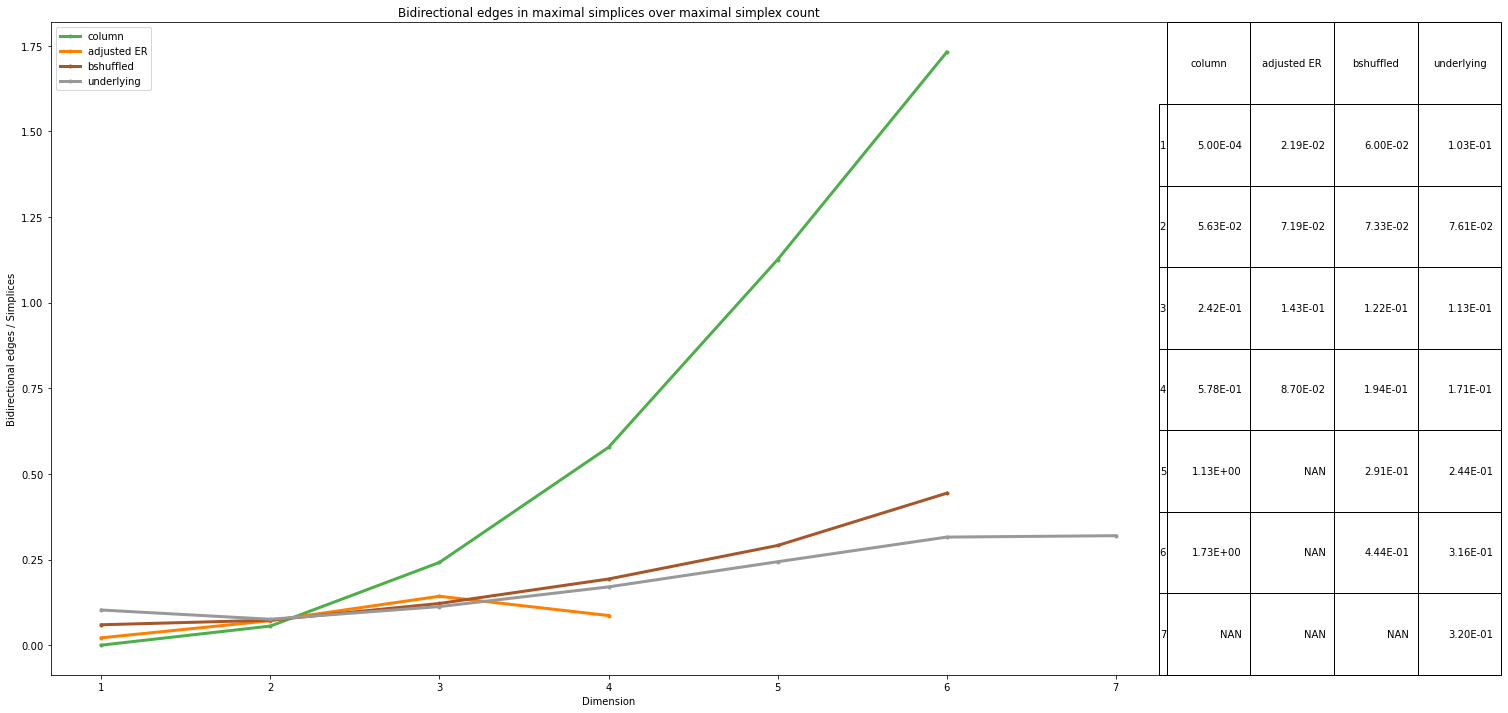 Bidirectional edges in maximal simplices over maximal simplex count
column
adjusted ER
bshuffled
underlying
Bidirectional edges / Simplices
1.75
1.50
1.25
1.00
0.75
0.50
0.25
0.00
1 2 3 4 5 6 7
Dimension
column adjusted ER bshuffled underlying
1 5.00E-04 2.19E-02 6.00E-02 1.03E-01
2 5.63E-02 7.19E-02 7.33E-02 7.61E-02
3 2.42E-01 1.43E-01 1.22E-01 1.13E-01
4 5.78E-01 8.70E-02 1.94E-01 1.71E-01
5 1.13E+00 NAN 2.91E-01 2.44E-01
6 1.73E+00 NAN 4.44E-01 3.16E-01
7 NAN NAN NAN 3.20E-01